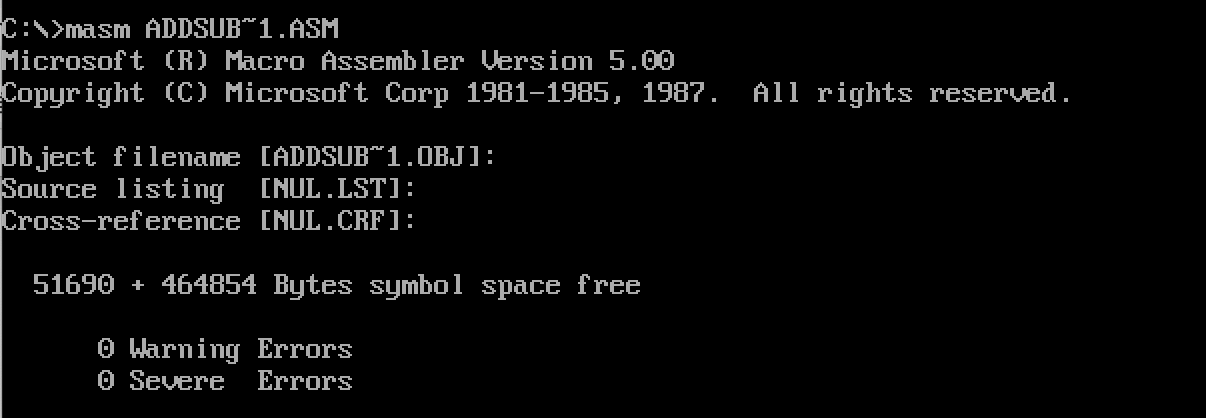 C:\>masm ADDSUB~1.ASM
Microsoft (R) Macro Assembler Version 5.00
Copyright (C) Microsoft Corp 1981-1985, 1987.  All rights reserved.
Object filename [ADDSUB~1.OBJ]:
Source listing  [NUL.LST]:
Cross-reference [NUL.CRF]:
51690 + 464854 Bytes symbol space free
0 Warning Errors
0 Severe  Errors